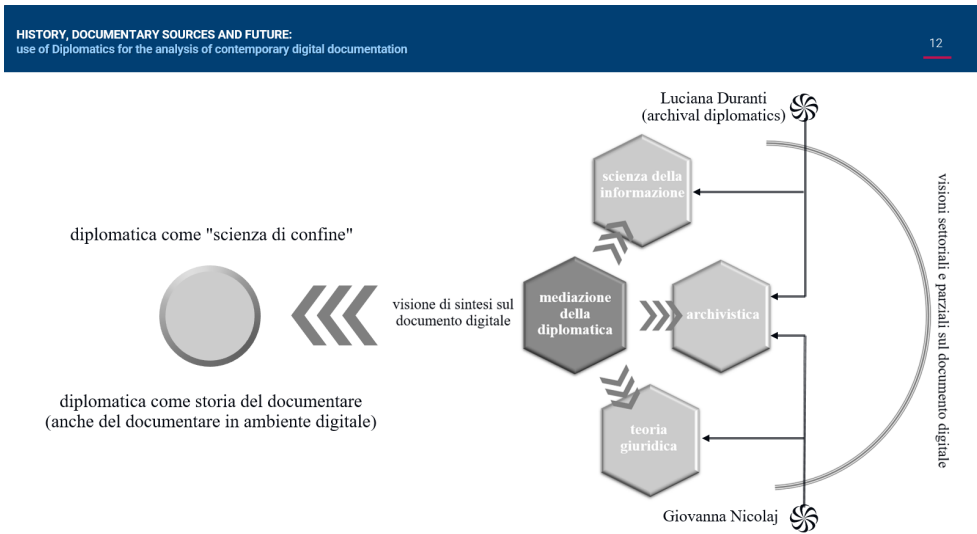 HISTORY, DOCUMENTARY SOURCES AND FUTURE:
use of Diplomatics for the analysis of contemporary digital documentation
12
Luciana Duranti
(archival diplomatics)
scienza della
informazione
diplomatica come "scienza di confine"
visione di sintesi sul
documento digitale
mediazione
della
diplomatica
archivistica
diplomatica come storia del documentare
(anche del documentare in ambiente digitale)
teoria
giuridica
Giovanna Nicolaj
visioni settoriali e parziali sul documento digitale